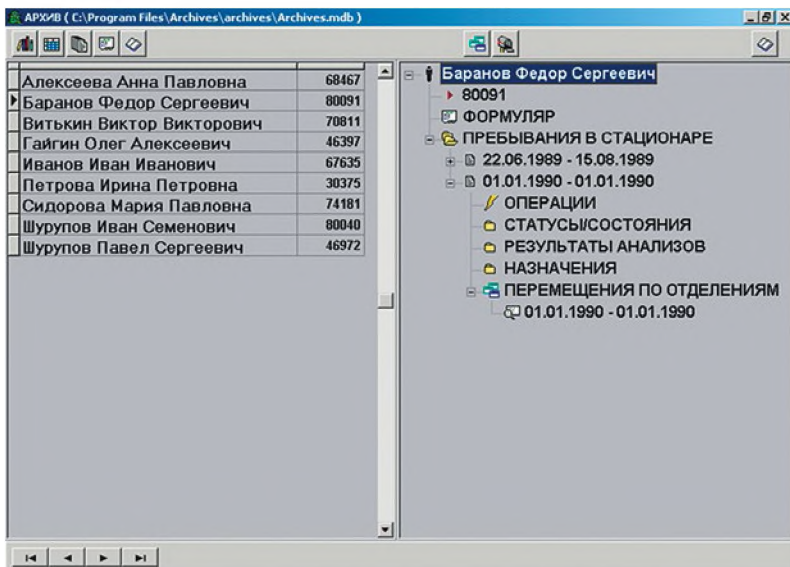 АРХИВ ( C:\Program Files\Archives\archives\Archives.mdb )
Алексеева Анна Павловна 68467
Баранов Федор Сергеевич 80091
Витькин Виктор Викторович 70811
Гайгин Олег Алексеевич 46397
Иванов Иван Иванович 67635
Петрова Ирина Петровна 30375
Сидорова Мария Павловна 74181
Шурупов Иван Семенович 80040
Шурупов Павел Сергеевич 46972
Баранов Федор Сергеевич
80091
ФОРМУЛЯР
ПРЕБЫВАНИЯ В СТАЦИОНАРЕ
22.06.1989 - 15.08.1989
01.01.1990 - 01.01.1990
ОПЕРАЦИИ
СТАТУСЫ/СОСТОЯНИЯ
РЕЗУЛЬТАТЫ АНАЛИЗОВ
НАЗНАЧЕНИЯ
ПЕРЕМЕЩЕНИЯ ПО ОТДЕЛЕНИЯМ
01.01.1990 - 01.01.1990